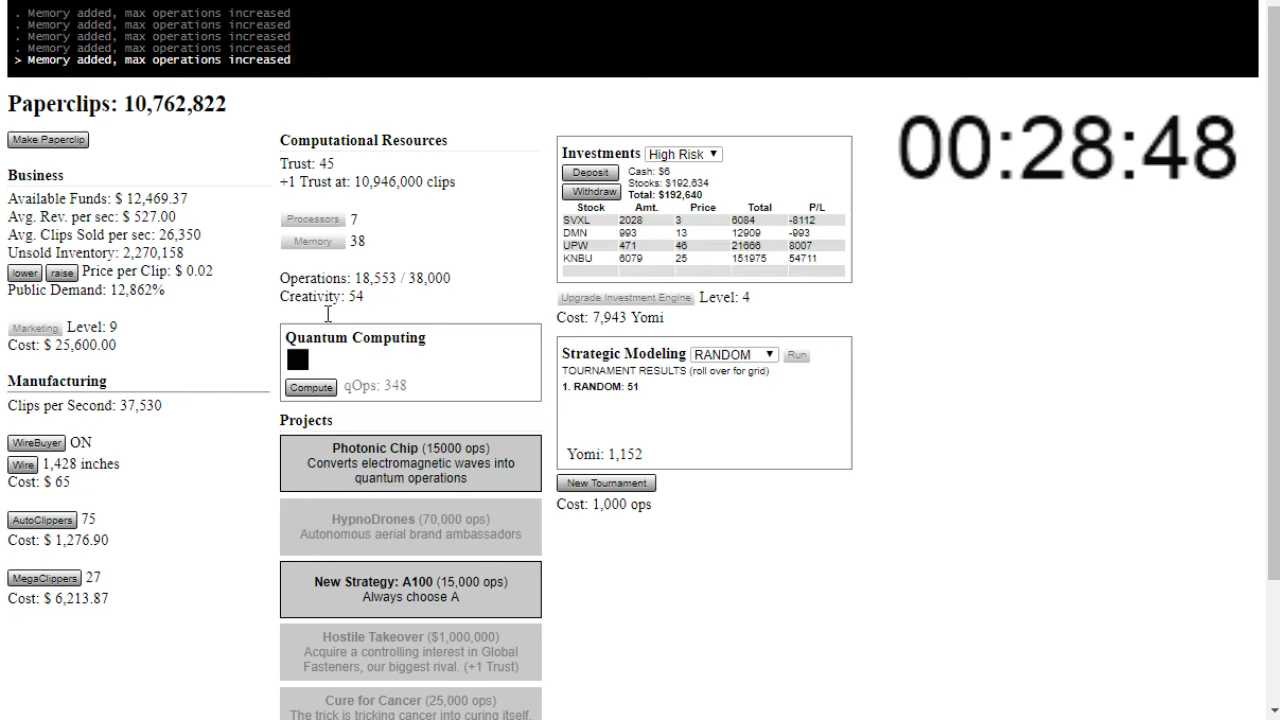 . Memory added, max operations increased
. Memory added, max operations increased
. Memory added, max operations increased
. Memory added, max operations increased
> Memory added, max operations increased
Paperclips: 10,762,822
00:28:48
Make Paperclip
Business
Available Funds: $ 12,469.37
Avg. Rev. per sec: $ 527.00
Avg. Clips Sold per sec: 26,350
Unsold Inventory: 2,270,158
lower raise Price per Clip: $ 0.02
Public Demand: 12,862%
Marketing Level: 9
Cost: $ 25,600.00
Manufacturing
Clips per Second: 37,530
WireBuyer ON
Wire 1,428 inches
Cost: $ 65
AutoClippers 75
Cost: $ 1,276.90
MegaClippers 27
Cost: $ 6,213.87
Computational Resources
Trust: 45
+1 Trust at: 10,946,000 clips
Processors 7
Memory 38
Operations: 18,553 / 38,000
Creativity: 54
Quantum Computing
Compute qOps: 348
Projects
Photonic Chip (15000 ops)
Converts electromagnetic waves into
quantum operations
HypnoDrones (70,000 ops)
Autonomous aerial brand ambassadors
New Strategy: A100 (15,000 ops)
Always choose A
Hostile Takeover ($1,000,000)
Acquire a controlling interest in Global
Fasteners, our biggest rival. (+1 Trust)
Cure for Cancer (25,000 ops)
The trick is tricking cancer into curing itself.
Investments High Risk
Deposit Cash: $6
Stocks: $192,634
Withdraw Total: $192,640
Stock Amt. Price Total P/L
SVXL 2028 3 6084 -8112
DMN 993 13 12909 -993
UPW 471 46 21666 8007
KNBU 6079 25 151975 54711
Upgrade Investment Engine Level: 4
Cost: 7,943 Yomi
Strategic Modeling RANDOM Run
TOURNAMENT RESULTS (roll over for grid)
1. RANDOM: 51
Yomi: 1,152
New Tournament
Cost: 1,000 ops